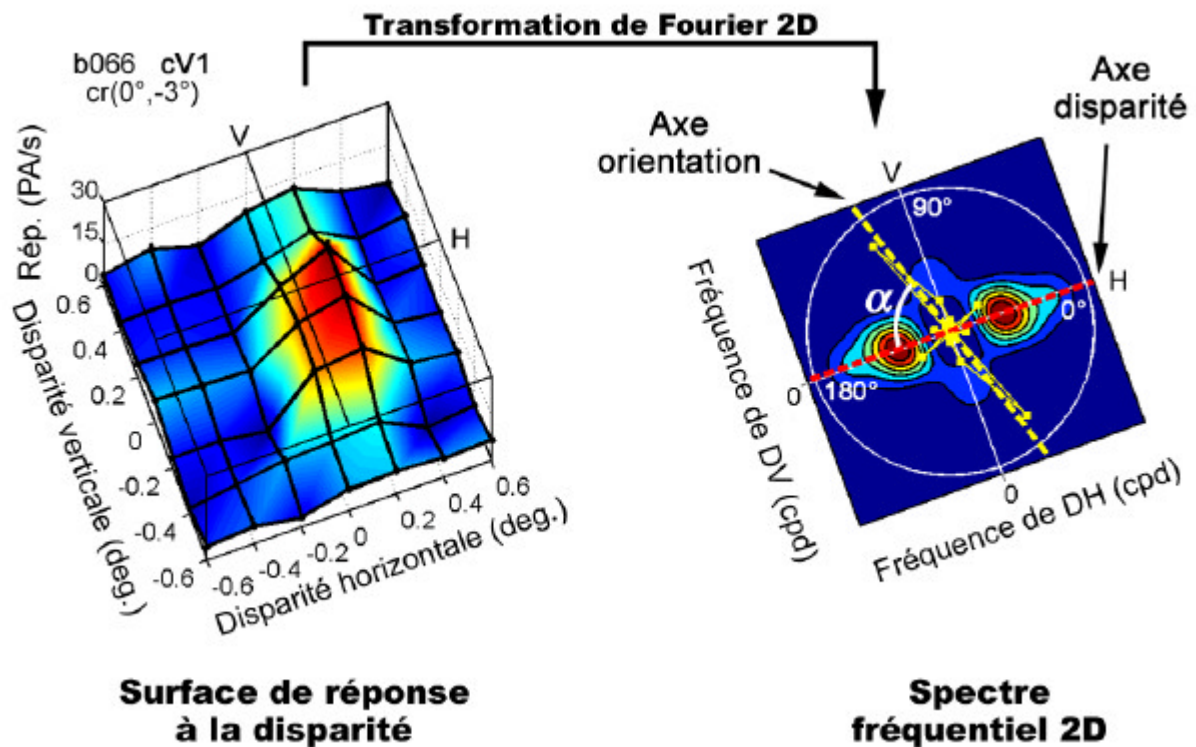 Transformation de Fourier 2D
b066 cV1
cr(0°,-3°)
V
H
Rép. (PA/s)
30
15
0
0.6
0.4
0.2
0
-0.2
-0.4
-0.6
Disparité verticale (deg.)
-0.6
-0.4
-0.2
0
0.2
0.4
0.6
Disparité horizontale (deg.)
Surface de réponse
à la disparité
Axe
orientation
Axe
disparité
V
90°
H
0°
α
180°
0
0
Fréquence de DV (cpd)
Fréquence de DH (cpd)
Spectre
fréquentiel 2D